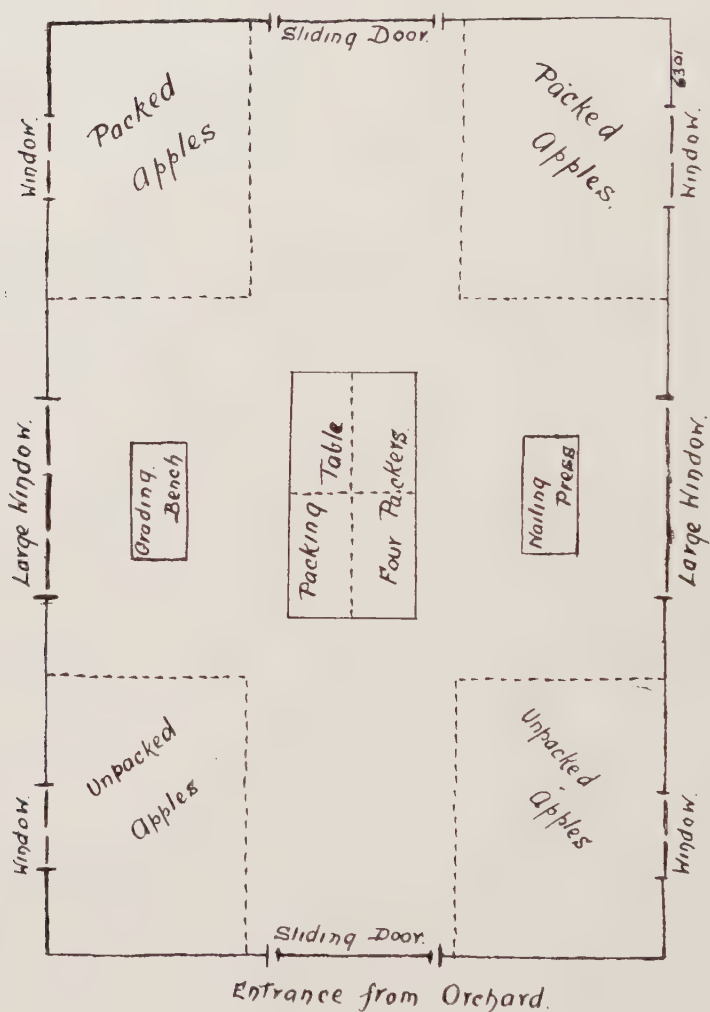 Sliding Door.
6301
Packed
Apples
Packed
Apples.
Window.
Window.
Large Window.
Grading
Bench
Packing
Table
Four Packers.
Nailing
Press
Large Window.
Unpacked
Apples
Unpacked
Apples
Window.
Window.
Sliding Door.
Entrance from Orchard.